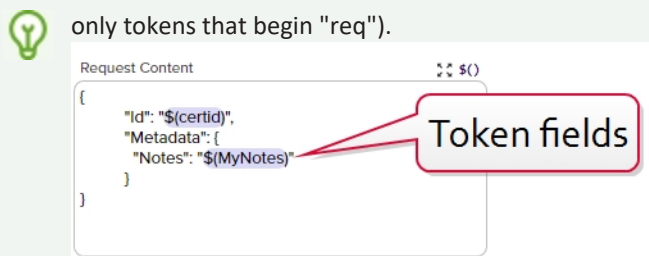 only tokens that begin "req").
Request Content $()
{
"Id": "$(certid)",
"Metadata": {
"Notes": "$(MyNotes)"
}
}
Token fields